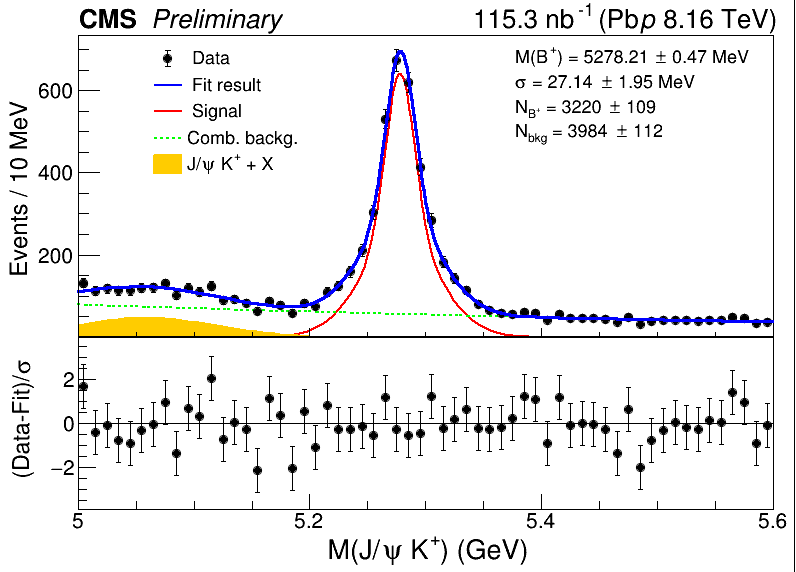 CMS Preliminary 115.3 nb⁻¹ (Pbp 8.16 TeV)
Data
Fit result
Signal
Comb. backg.
J/ψ K⁺ + X
M(B⁺) = 5278.21 ± 0.47 MeV
σ = 27.14 ± 1.95 MeV
N_B⁺ = 3220 ± 109
N_bkg = 3984 ± 112
Events / 10 MeV
600
400
200
(Data-Fit)/σ
2
0
−2
5 5.2 5.4 5.6
M(J/ψ K⁺) (GeV)